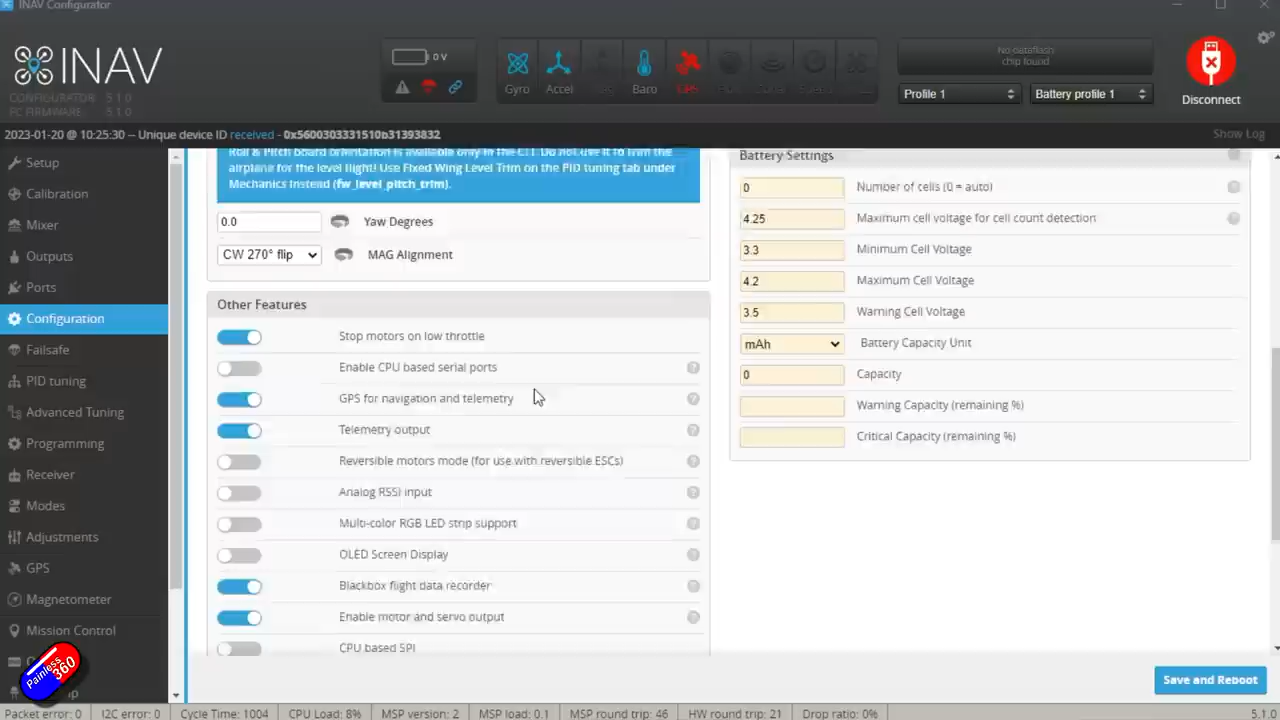 INAV Configurator
INAV
CONFIGURATOR 5.1.0
FC FIRMWARE: 5.1.0
0 V
Gyro
Accel
Baro
GPS
No dataflash
chip found
Profile 1
Battery profile 1
Disconnect
2023-01-20 @ 10:25:30 -- Unique device ID received - 0x5600303331510b31393832
Show Log
Setup
Calibration
Mixer
Outputs
Ports
Configuration
Failsafe
PID tuning
Advanced Tuning
Programming
Receiver
Modes
Adjustments
GPS
Magnetometer
Mission Control
Painless360
Roll & Pitch board orientation is available only in the CLI. Do not use it to trim the
airplane for the level flight! Use Fixed Wing Level Trim on the PID tuning tab under
Mechanics instead (fw_level_pitch_trim).
0.0 Yaw Degrees
CW 270° flip MAG Alignment
Other Features
Stop motors on low throttle
Enable CPU based serial ports
GPS for navigation and telemetry
Telemetry output
Reversible motors mode (for use with reversible ESCs)
Analog RSSI input
Multi-color RGB LED strip support
OLED Screen Display
Blackbox flight data recorder
Enable motor and servo output
CPU based SPI
Battery Settings
0 Number of cells (0 = auto)
4.25 Maximum cell voltage for cell count detection
3.3 Minimum Cell Voltage
4.2 Maximum Cell Voltage
3.5 Warning Cell Voltage
mAh Battery Capacity Unit
0 Capacity
Warning Capacity (remaining %)
Critical Capacity (remaining %)
Save and Reboot
Packet error: 0 I2C error: 0 Cycle Time: 1004 CPU Load: 8% MSP version: 2 MSP load: 0.1 MSP round trip: 46 HW round trip: 21 Drop ratio: 0% 5.1.0